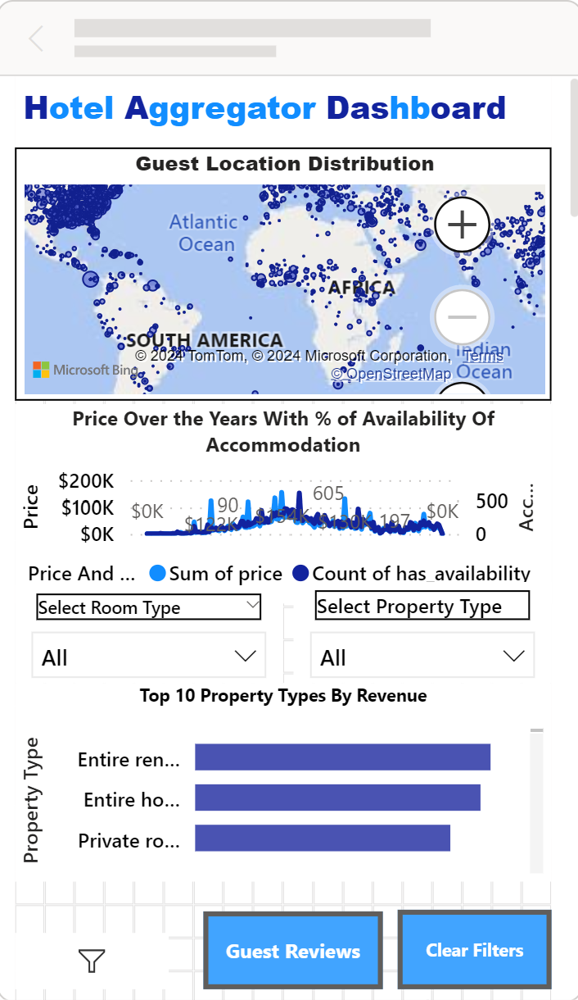 Hotel Aggregator Dashboard
Guest Location Distribution
Atlantic
Ocean
AFRICA
SOUTH AMERICA
Indian
Ocean
© 2024 TomTom, © 2024 Microsoft Corporation, Terms
© OpenStreetMap
Microsoft Bing
Price Over the Years With % of Availability Of
Accommodation
Price
$200K
$100K
$0K
$0K
90
605
197
$0K
500
0
Acc...
Price And ... Sum of price Count of has_availability
Select Room Type
Select Property Type
All
All
Top 10 Property Types By Revenue
Property Type
Entire ren...
Entire ho...
Private ro...
Guest Reviews
Clear Filters